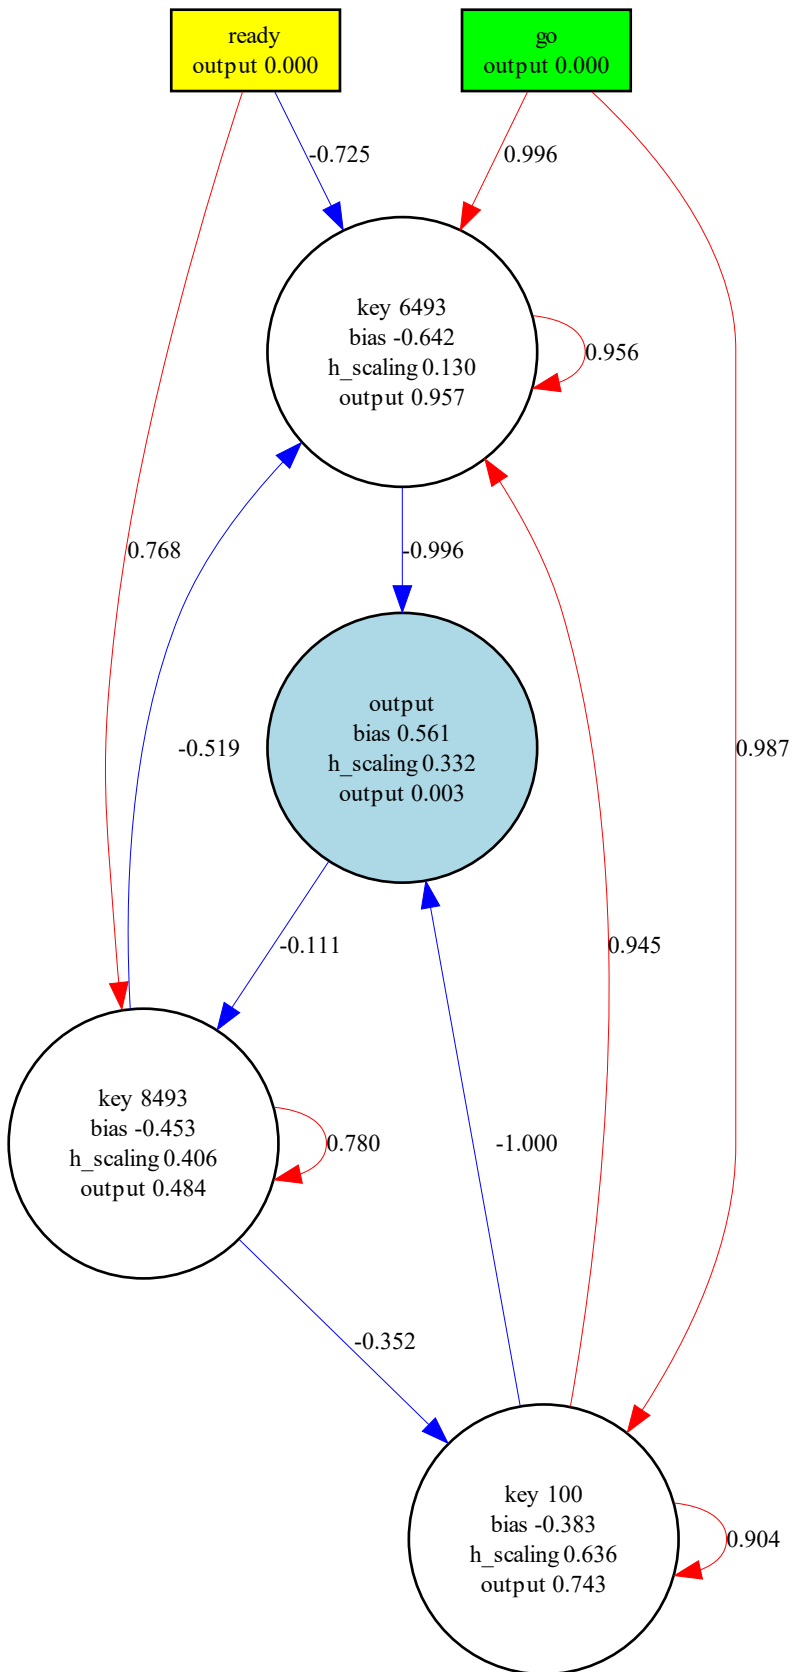 ready
output 0.000
go
output 0.000
-0.725
0.996
key 6493
bias -0.642
h_scaling 0.130
output 0.957
0.956
0.768
-0.996
output
bias 0.561
h_scaling 0.332
output 0.003
-0.519
0.987
-0.111
0.945
key 8493
bias -0.453
h_scaling 0.406
output 0.484
0.780
-1.000
-0.352
key 100
bias -0.383
h_scaling 0.636
output 0.743
0.904